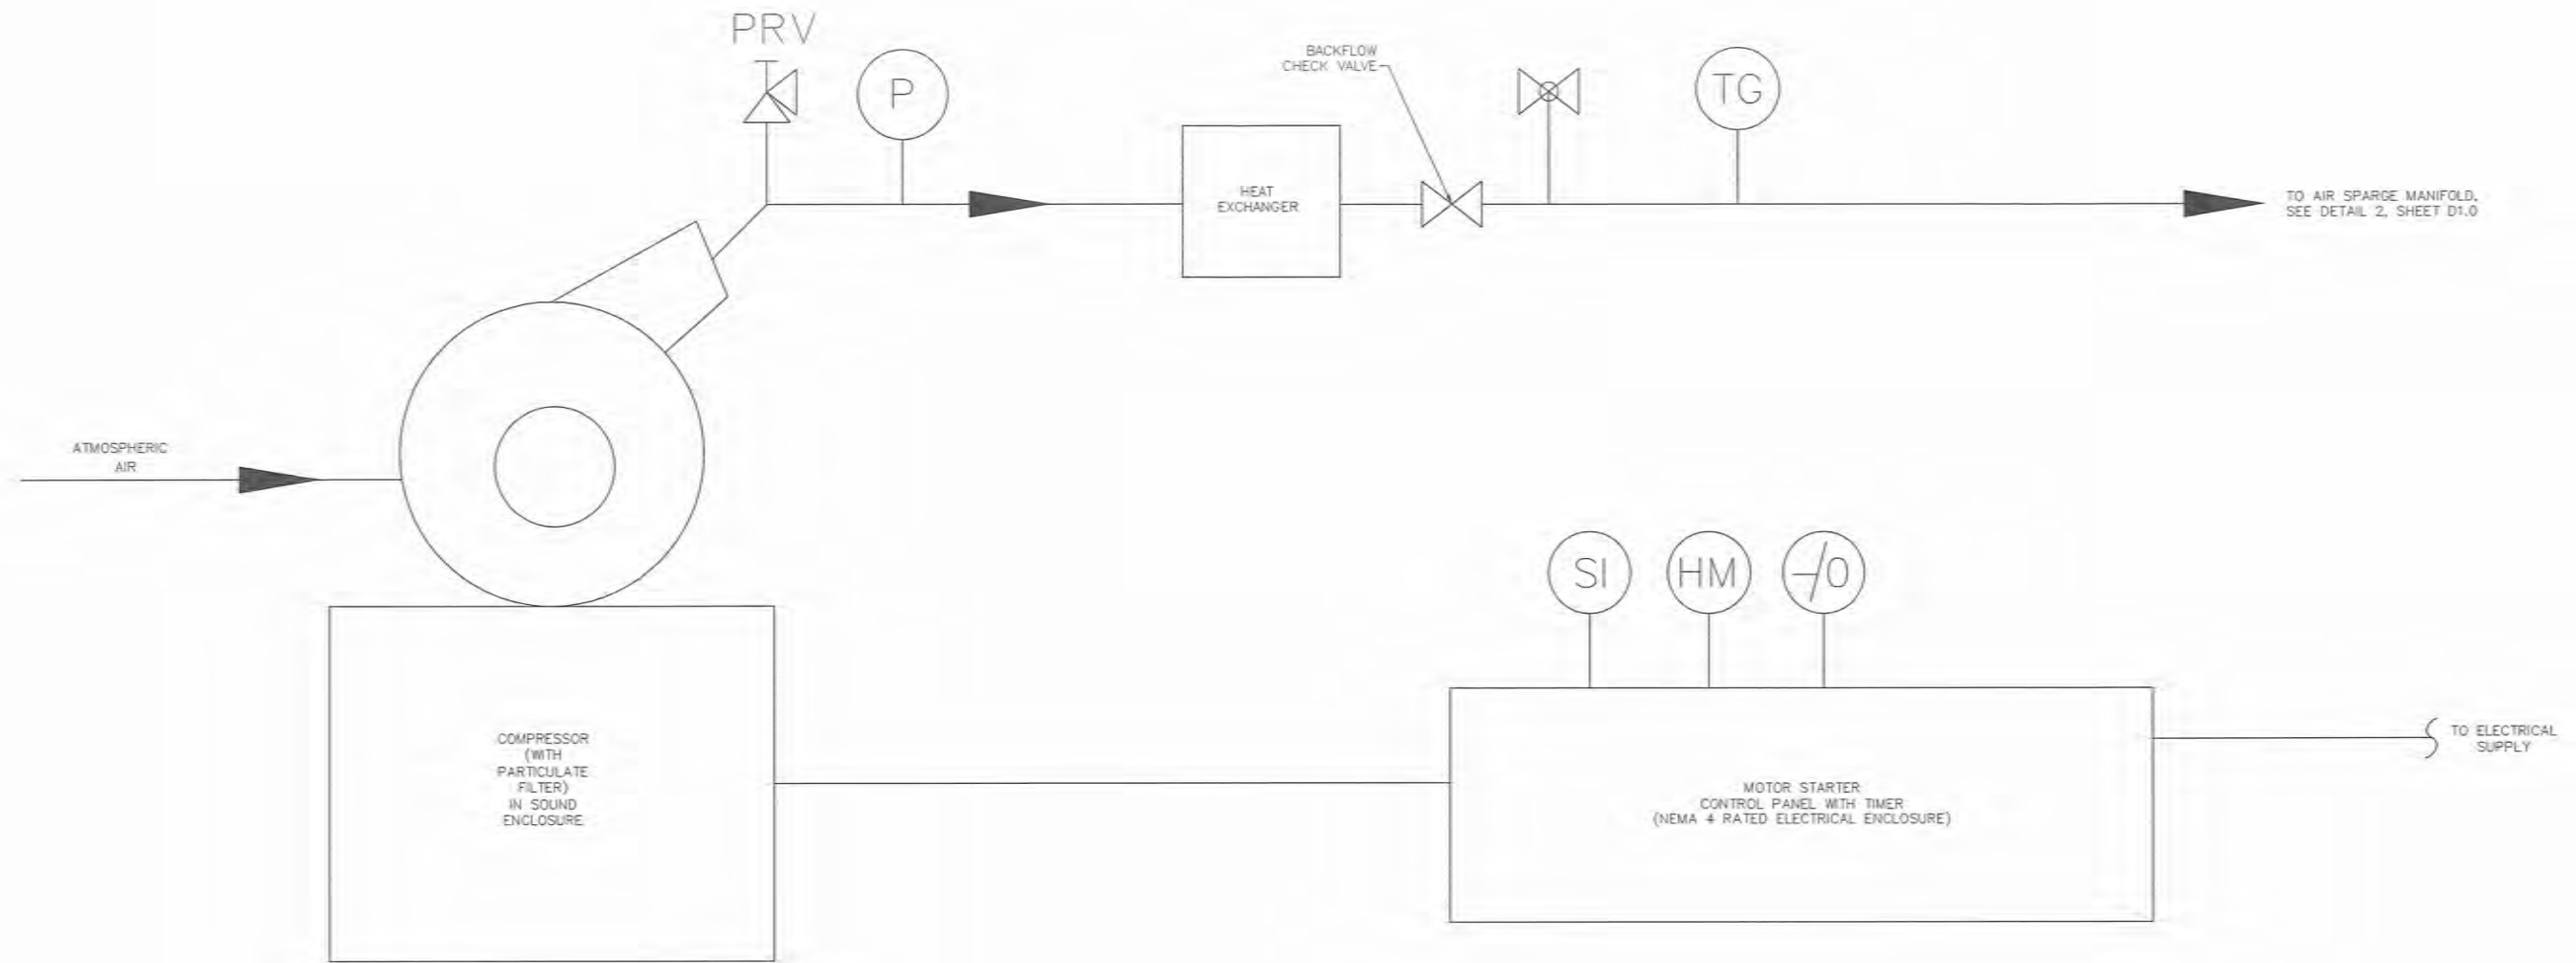 PRV
P
BACKFLOW
CHECK VALVE
TG
HEAT
EXCHANGER
TO AIR SPARGE MANIFOLD,
SEE DETAIL 2, SHEET D1.0
ATMOSPHERIC
AIR
SI
HM
-/0
COMPRESSOR
(WITH
PARTICULATE
FILTER)
IN SOUND
ENCLOSURE
MOTOR STARTER
CONTROL PANEL WITH TIMER
(NEMA 4 RATED ELECTRICAL ENCLOSURE)
TO ELECTRICAL
SUPPLY